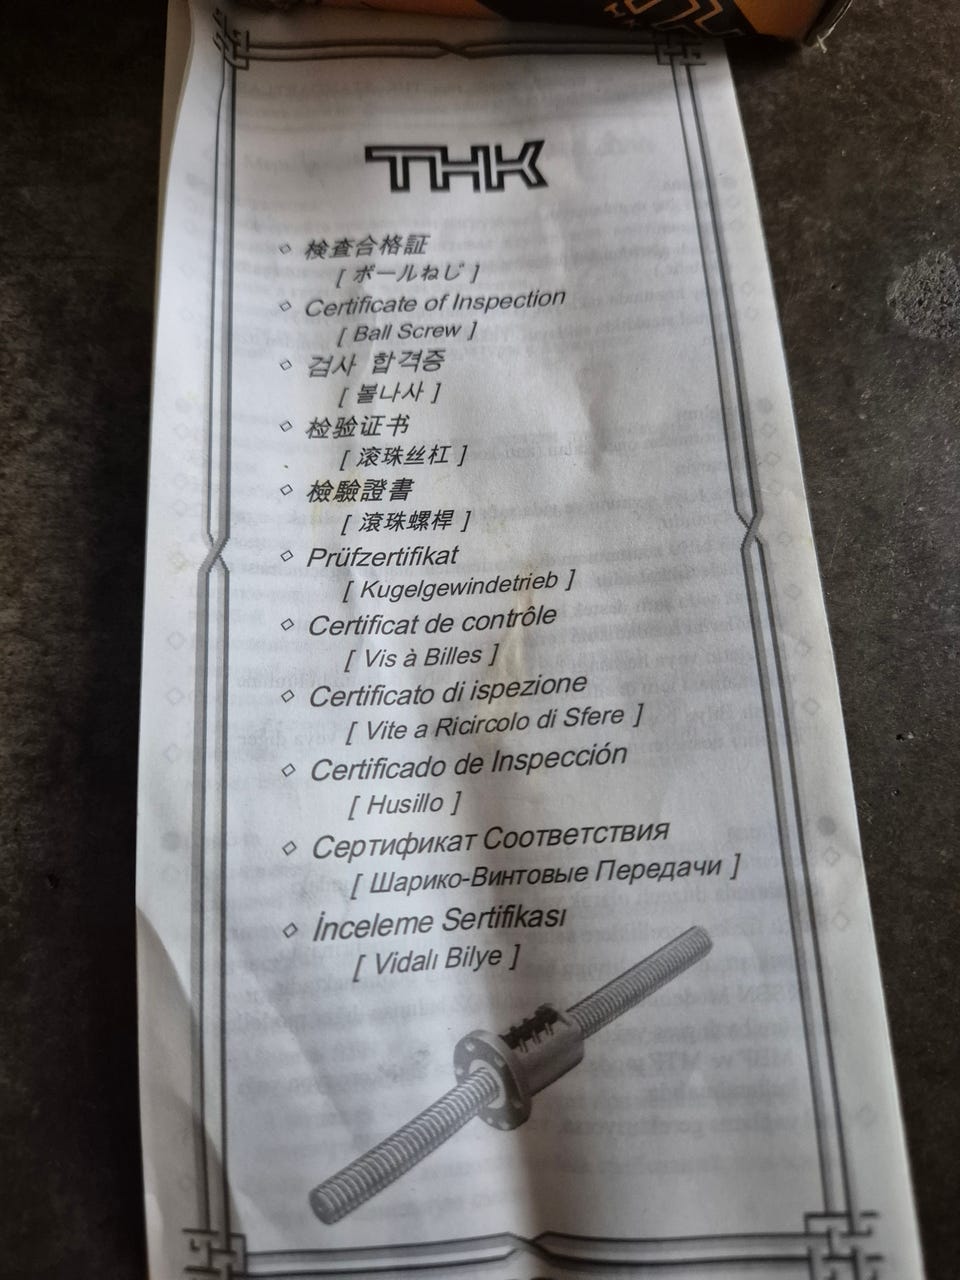 THK
◇ 検査合格証
[ ボールねじ ]
◇ Certificate of Inspection
[ Ball Screw ]
◇ 검사 합격증
[ 볼나사 ]
◇ 检验证书
[ 滚珠丝杠 ]
◇ 檢驗證書
[ 滾珠螺桿 ]
◇ Prüfzertifikat
[ Kugelgewindetrieb ]
◇ Certificat de contrôle
[ Vis à Billes ]
◇ Certificato di ispezione
[ Vite a Ricircolo di Sfere ]
◇ Certificado de Inspección
[ Husillo ]
◇ Сертификат Соответствия
[ Шарико-Винтовые Передачи ]
◇ İnceleme Sertifikası
[ Vidalı Bilye ]